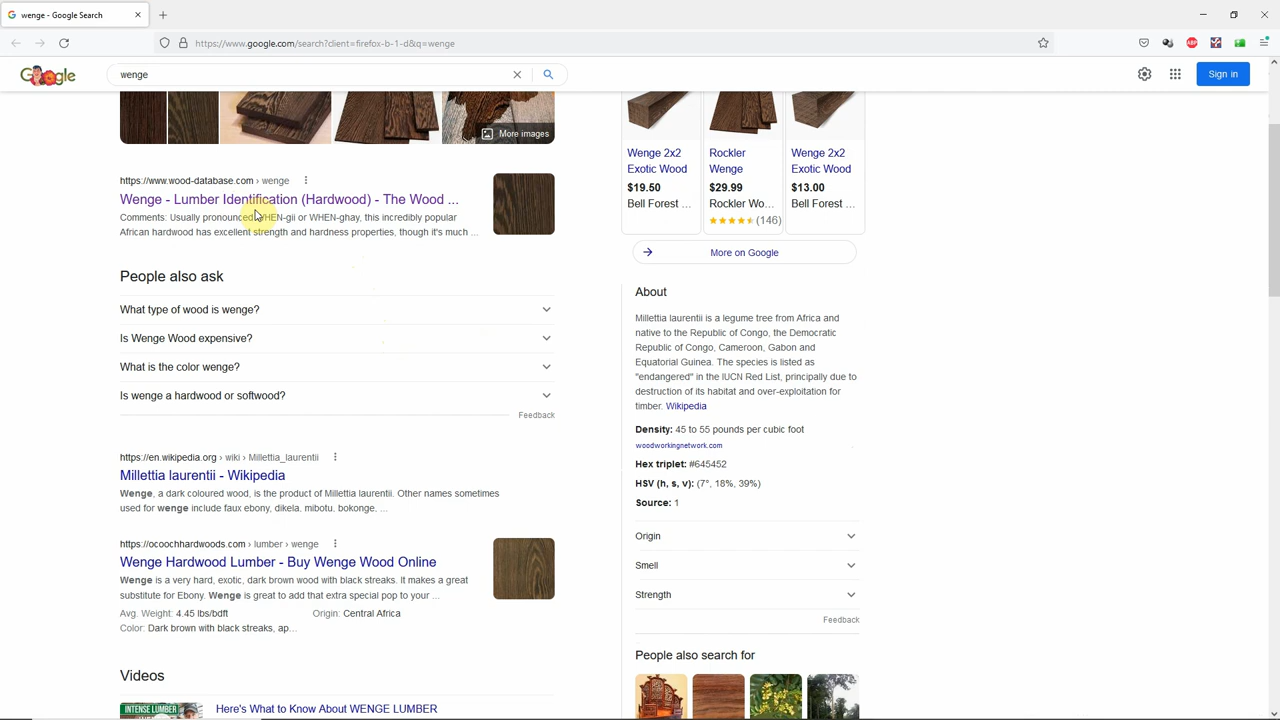 wenge - Google Search
https://www.google.com/search?client=firefox-b-1-d&q=wenge
ABP
Google
wenge
Sign in
More images
https://www.wood-database.com › wenge
Wenge - Lumber Identification (Hardwood) - The Wood ...
Comments: Usually pronounced WHEN-gii or WHEN-ghay, this incredibly popular
African hardwood has excellent strength and hardness properties, though it's much ...
People also ask
What type of wood is wenge?
Is Wenge Wood expensive?
What is the color wenge?
Is wenge a hardwood or softwood?
Feedback
https://en.wikipedia.org › wiki › Millettia_laurentii
Millettia laurentii - Wikipedia
Wenge, a dark coloured wood, is the product of Millettia laurentii. Other names sometimes
used for wenge include faux ebony, dikela, mibotu, bokonge, ...
https://ocoochhardwoods.com › lumber › wenge
Wenge Hardwood Lumber - Buy Wenge Wood Online
Wenge is a very hard, exotic, dark brown wood with black streaks. It makes a great
substitute for Ebony. Wenge is great to add that extra special pop to your ...
Avg. Weight: 4.45 lbs/bdft Origin: Central Africa
Color: Dark brown with black streaks, ap...
Videos
INTENSE LUMBER
Here's What to Know About WENGE LUMBER
Wenge 2x2
Exotic Wood
$19.50
Bell Forest ...
Rockler
Wenge
$29.99
Rockler Wo...
(146)
Wenge 2x2
Exotic Wood
$13.00
Bell Forest ...
More on Google
About
Millettia laurentii is a legume tree from Africa and
native to the Republic of Congo, the Democratic
Republic of Congo, Cameroon, Gabon and
Equatorial Guinea. The species is listed as
"endangered" in the IUCN Red List, principally due to
destruction of its habitat and over-exploitation for
timber. Wikipedia
Density: 45 to 55 pounds per cubic foot
woodworkingnetwork.com
Hex triplet: #645452
HSV (h, s, v): (7°, 18%, 39%)
Source: 1
Origin
Smell
Strength
Feedback
People also search for